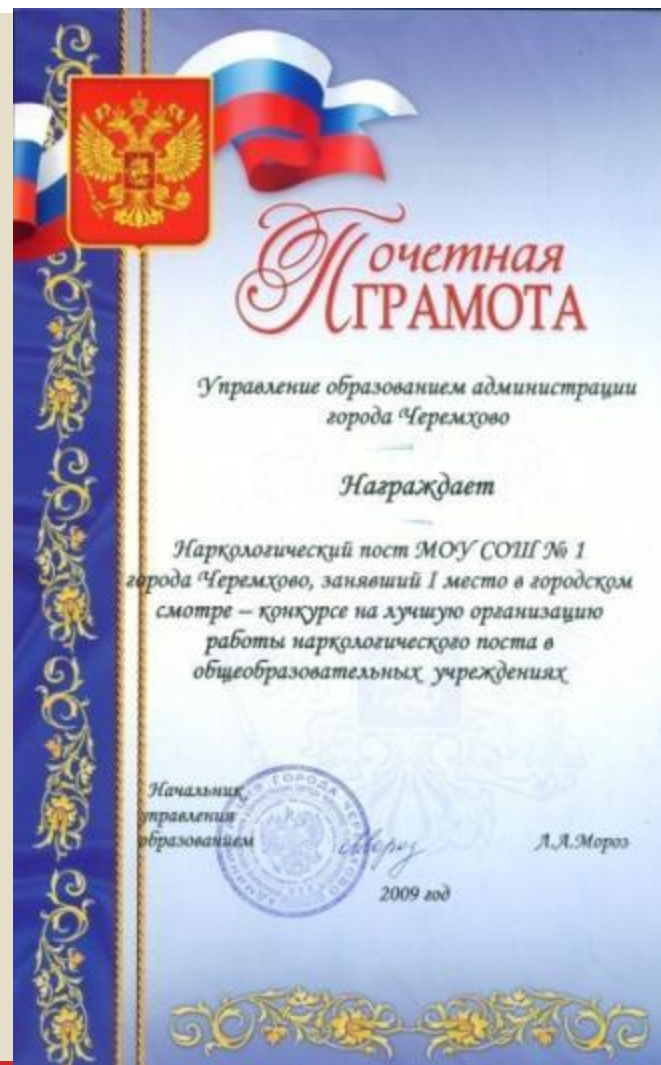 Почетная
ГРАМОТА
Управление образованием администрации
города Черемхово
Награждает
Наркологический пост МОУ СОШ № 1
города Черемхово, занявший I место в городском
смотре – конкурсе на лучшую организацию
работы наркологического поста в
общеобразовательных учреждениях
Начальник
управления
образованием
Л.А.Мороз
2009 год